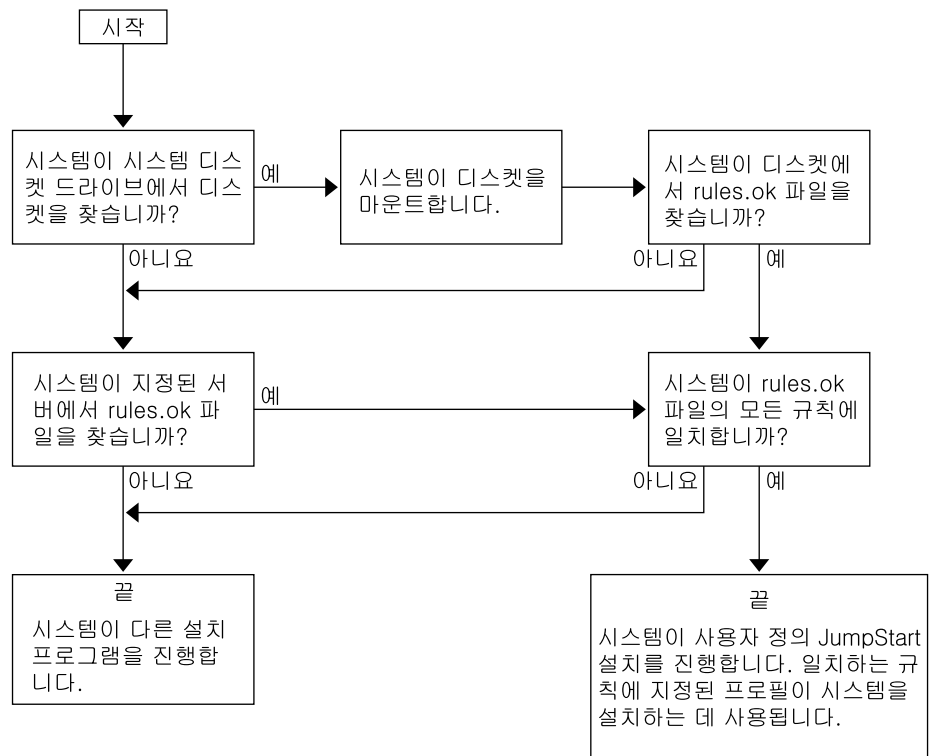 시작
시스템이 시스템 디스
켓 드라이브에서 디스
켓을 찾습니까?
예
시스템이 디스켓을
마운트합니다.
시스템이 디스켓에
서 rules.ok 파일을
찾습니까?
아니요
아니요
예
시스템이 지정된 서
버에서 rules.ok 파
일을 찾습니까?
예
시스템이 rules.ok
파일의 모든 규칙에
일치합니까?
아니요
아니요
예
끝
시스템이 다른 설치
프로그램을 진행합
니다.
끝
시스템이 사용자 정의 JumpStart
설치를 진행합니다. 일치하는 규
칙에 지정된 프로필이 시스템을
설치하는 데 사용됩니다.